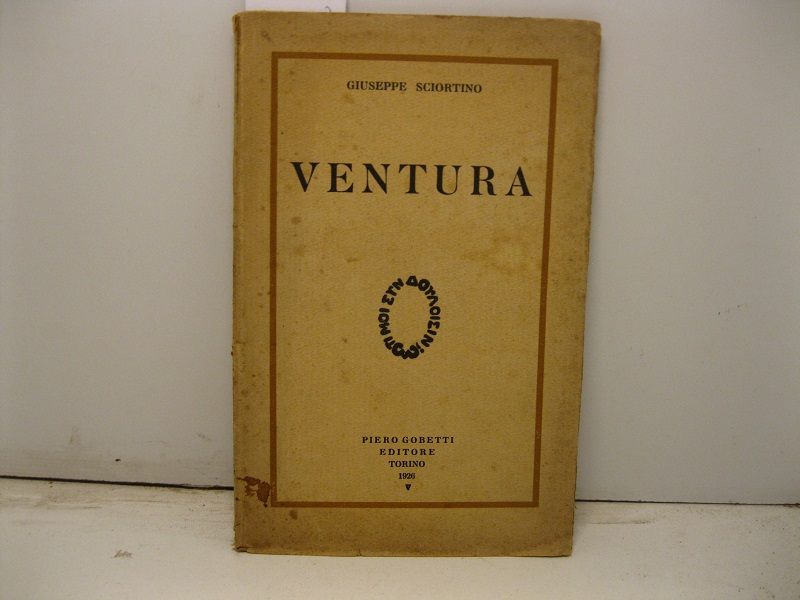 GIUSEPPE SCIORTINO
VENTURA
ΤΙ ΜΟΙ ΣΥΝ ΔΟΥΛΟΙΣΙΝ
PIERO GOBETTI
EDITORE
TORINO
1926